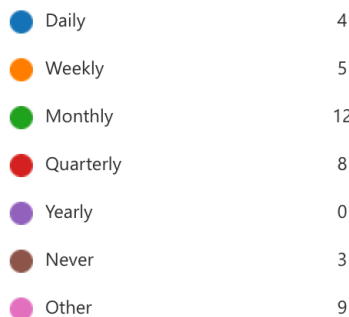 Daily 4
Weekly 5
Monthly 12
Quarterly 8
Yearly 0
Never 3
Other 9